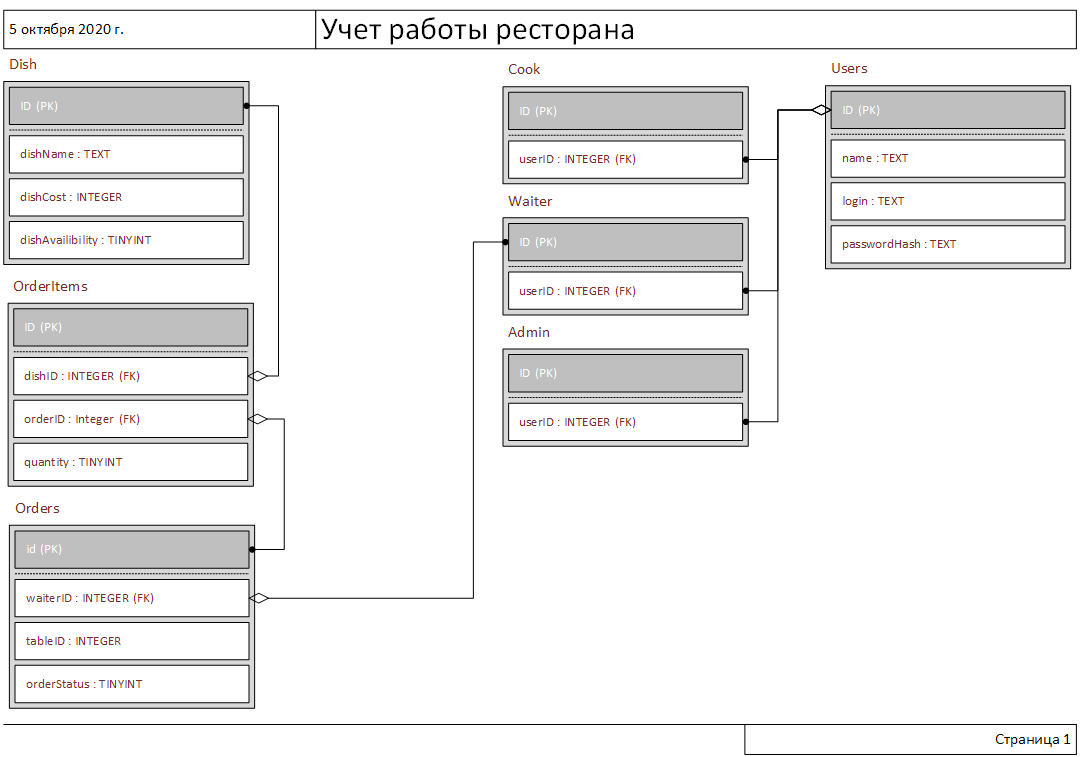 5 октября 2020 г.
Учет работы ресторана
Dish
ID (PK)
dishName : TEXT
dishCost : INTEGER
dishAvailibility : TINYINT
OrderItems
ID (PK)
dishID : INTEGER (FK)
orderID : Integer (FK)
quantity : TINYINT
Orders
id (PK)
waiterID : INTEGER (FK)
tableID : INTEGER
orderStatus : TINYINT
Cook
ID (PK)
userID : INTEGER (FK)
Waiter
ID (PK)
userID : INTEGER (FK)
Admin
ID (PK)
userID : INTEGER (FK)
Users
ID (PK)
name : TEXT
login : TEXT
passwordHash : TEXT
Страница 1